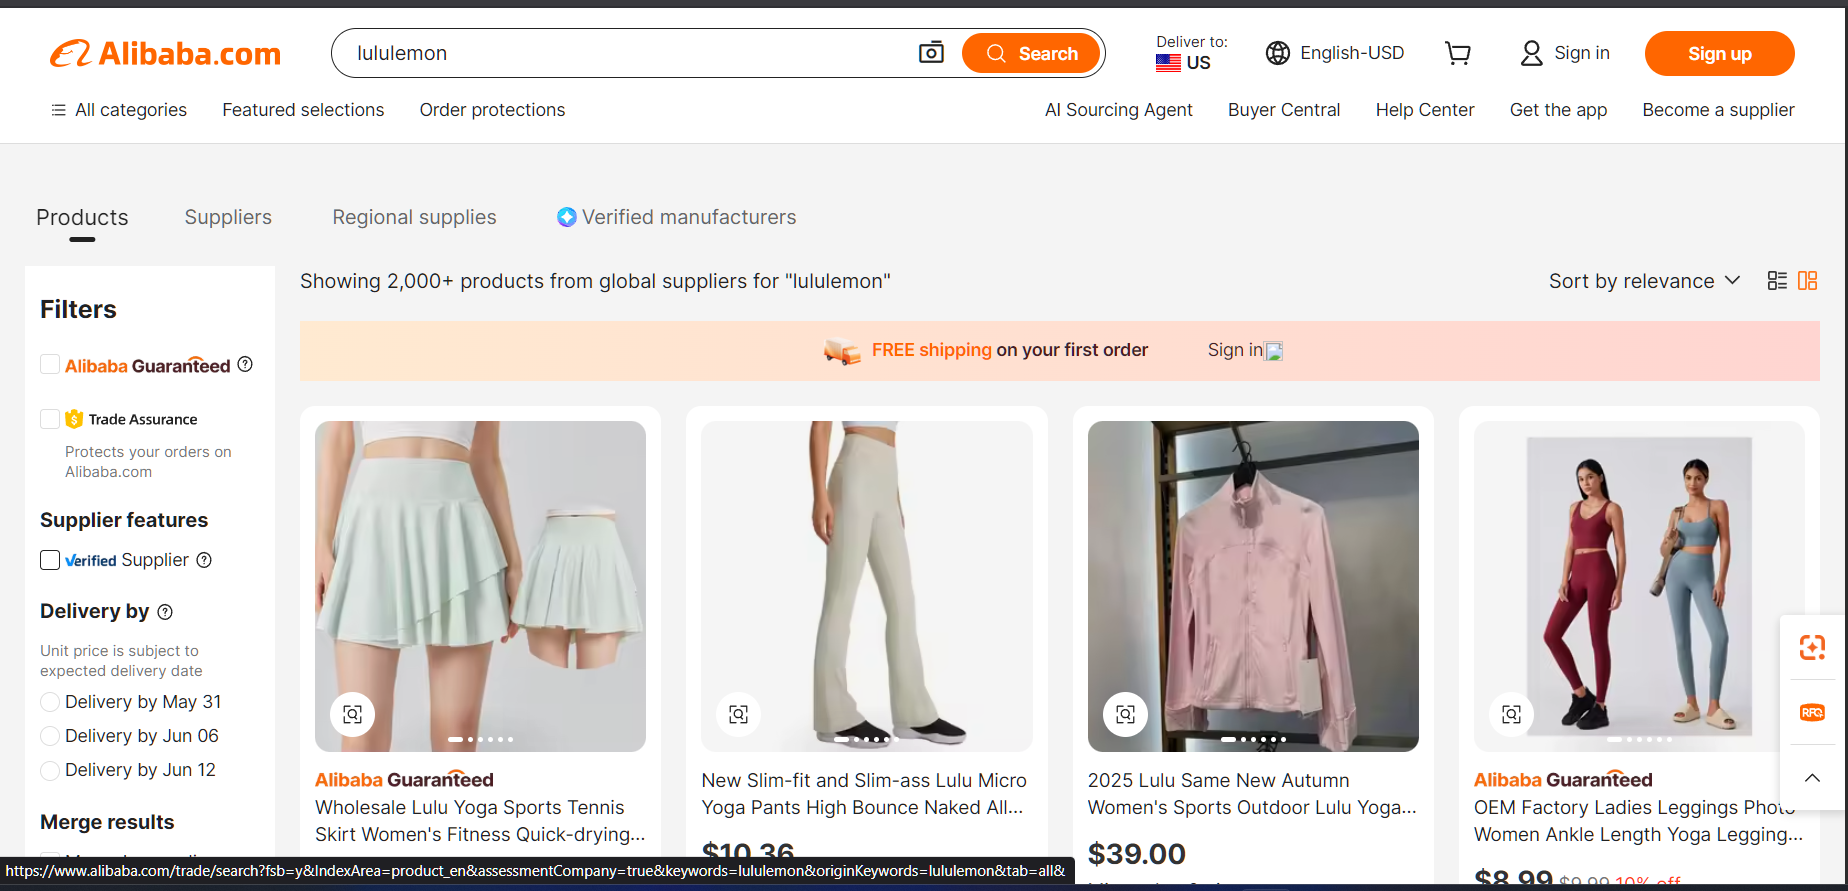 Alibaba.com
lululemon
Search
Deliver to:
US
English-USD
Sign in
Sign up
All categories
Featured selections
Order protections
AI Sourcing Agent
Buyer Central
Help Center
Get the app
Become a supplier
Products
Suppliers
Regional supplies
Verified manufacturers
Filters
Alibaba Guaranteed
Trade Assurance
Protects your orders on
Alibaba.com
Supplier features
Verified Supplier
Delivery by
Unit price is subject to
expected delivery date
Delivery by May 31
Delivery by Jun 06
Delivery by Jun 12
Merge results
Showing 2,000+ products from global suppliers for "lululemon"
Sort by relevance
FREE shipping on your first order
Sign in
Alibaba Guaranteed
Wholesale Lulu Yoga Sports Tennis
Skirt Women's Fitness Quick-drying...
New Slim-fit and Slim-ass Lulu Micro
Yoga Pants High Bounce Naked All...
$10.36
2025 Lulu Same New Autumn
Women's Sports Outdoor Lulu Yoga...
$39.00
Alibaba Guaranteed
OEM Factory Ladies Leggings Photo
Women Ankle Length Yoga Legging...
$8.99 $9.99 10% off
RFQ
https://www.alibaba.com/trade/search?fsb=y&IndexArea=product_en&assessmentCompany=true&keywords=lululemon&originKeywords=lululemon&tab=all&